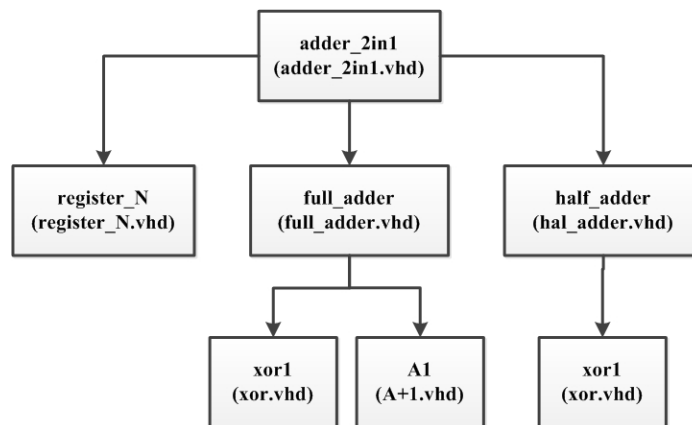 adder_2in1
(adder_2in1.vhd)
register_N
(register_N.vhd)
full_adder
(full_adder.vhd)
half_adder
(hal_adder.vhd)
xor1
(xor.vhd)
A1
(A+1.vhd)
xor1
(xor.vhd)